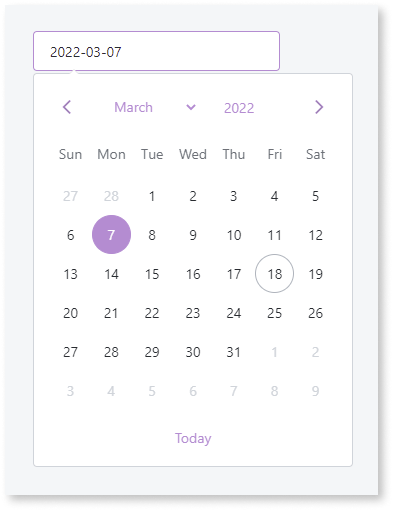 2022-03-07
March 2022
Sun Mon Tue Wed Thu Fri Sat
27 28 1 2 3 4 5
6 7 8 9 10 11 12
13 14 15 16 17 18 19
20 21 22 23 24 25 26
27 28 29 30 31 1 2
3 4 5 6 7 8 9
Today